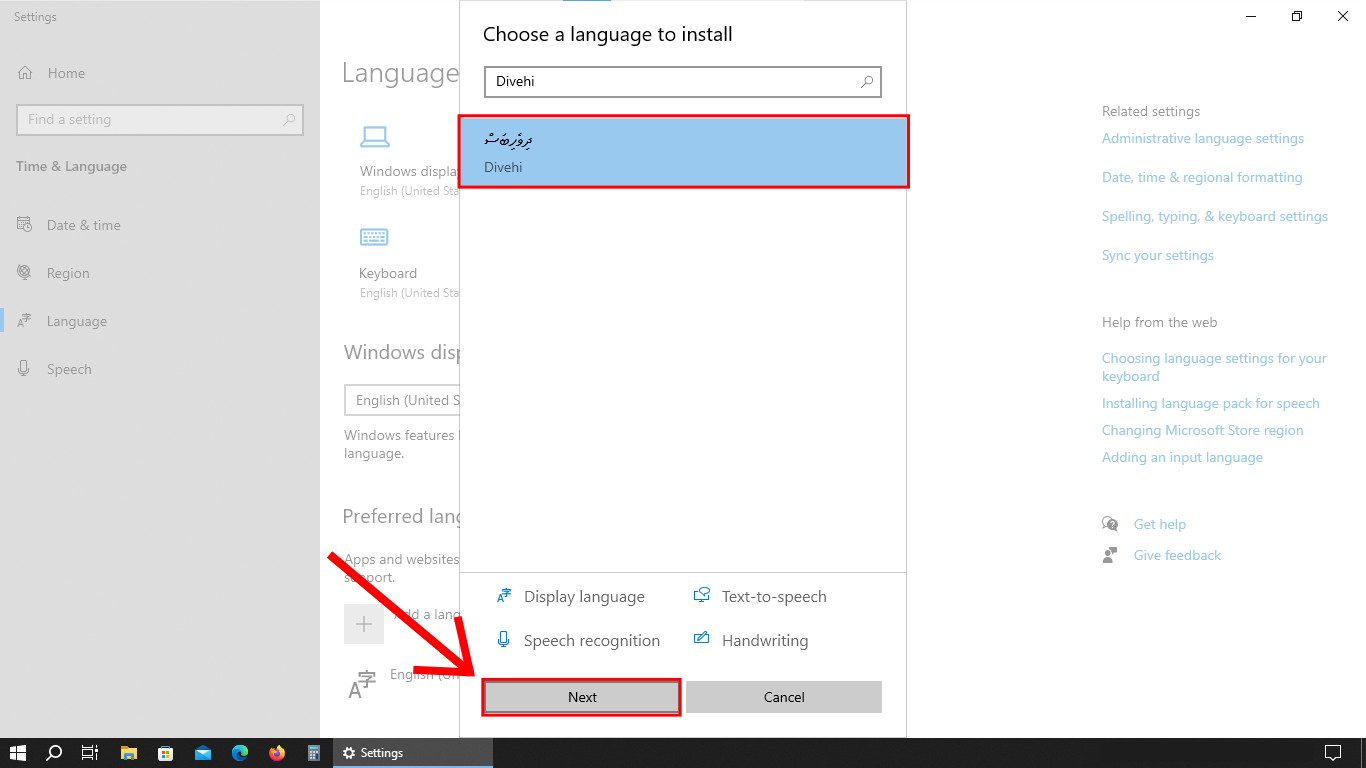 Settings
Home
Find a setting
Time & Language
Date & time
Region
Language
Speech
Language
Windows displa
English (United Sta
Keyboard
English (United Sta
Windows disp
English (United S
Windows features
language.
Preferred lang
Apps and websites
support.
Add a lang
English (Un
Choose a language to install
Divehi
ދިވެހިބަސް
Divehi
Display language
Text-to-speech
Speech recognition
Handwriting
Next
Cancel
Related settings
Administrative language settings
Date, time & regional formatting
Spelling, typing, & keyboard settings
Sync your settings
Help from the web
Choosing language settings for your
keyboard
Installing language pack for speech
Changing Microsoft Store region
Adding an input language
Get help
Give feedback
Settings